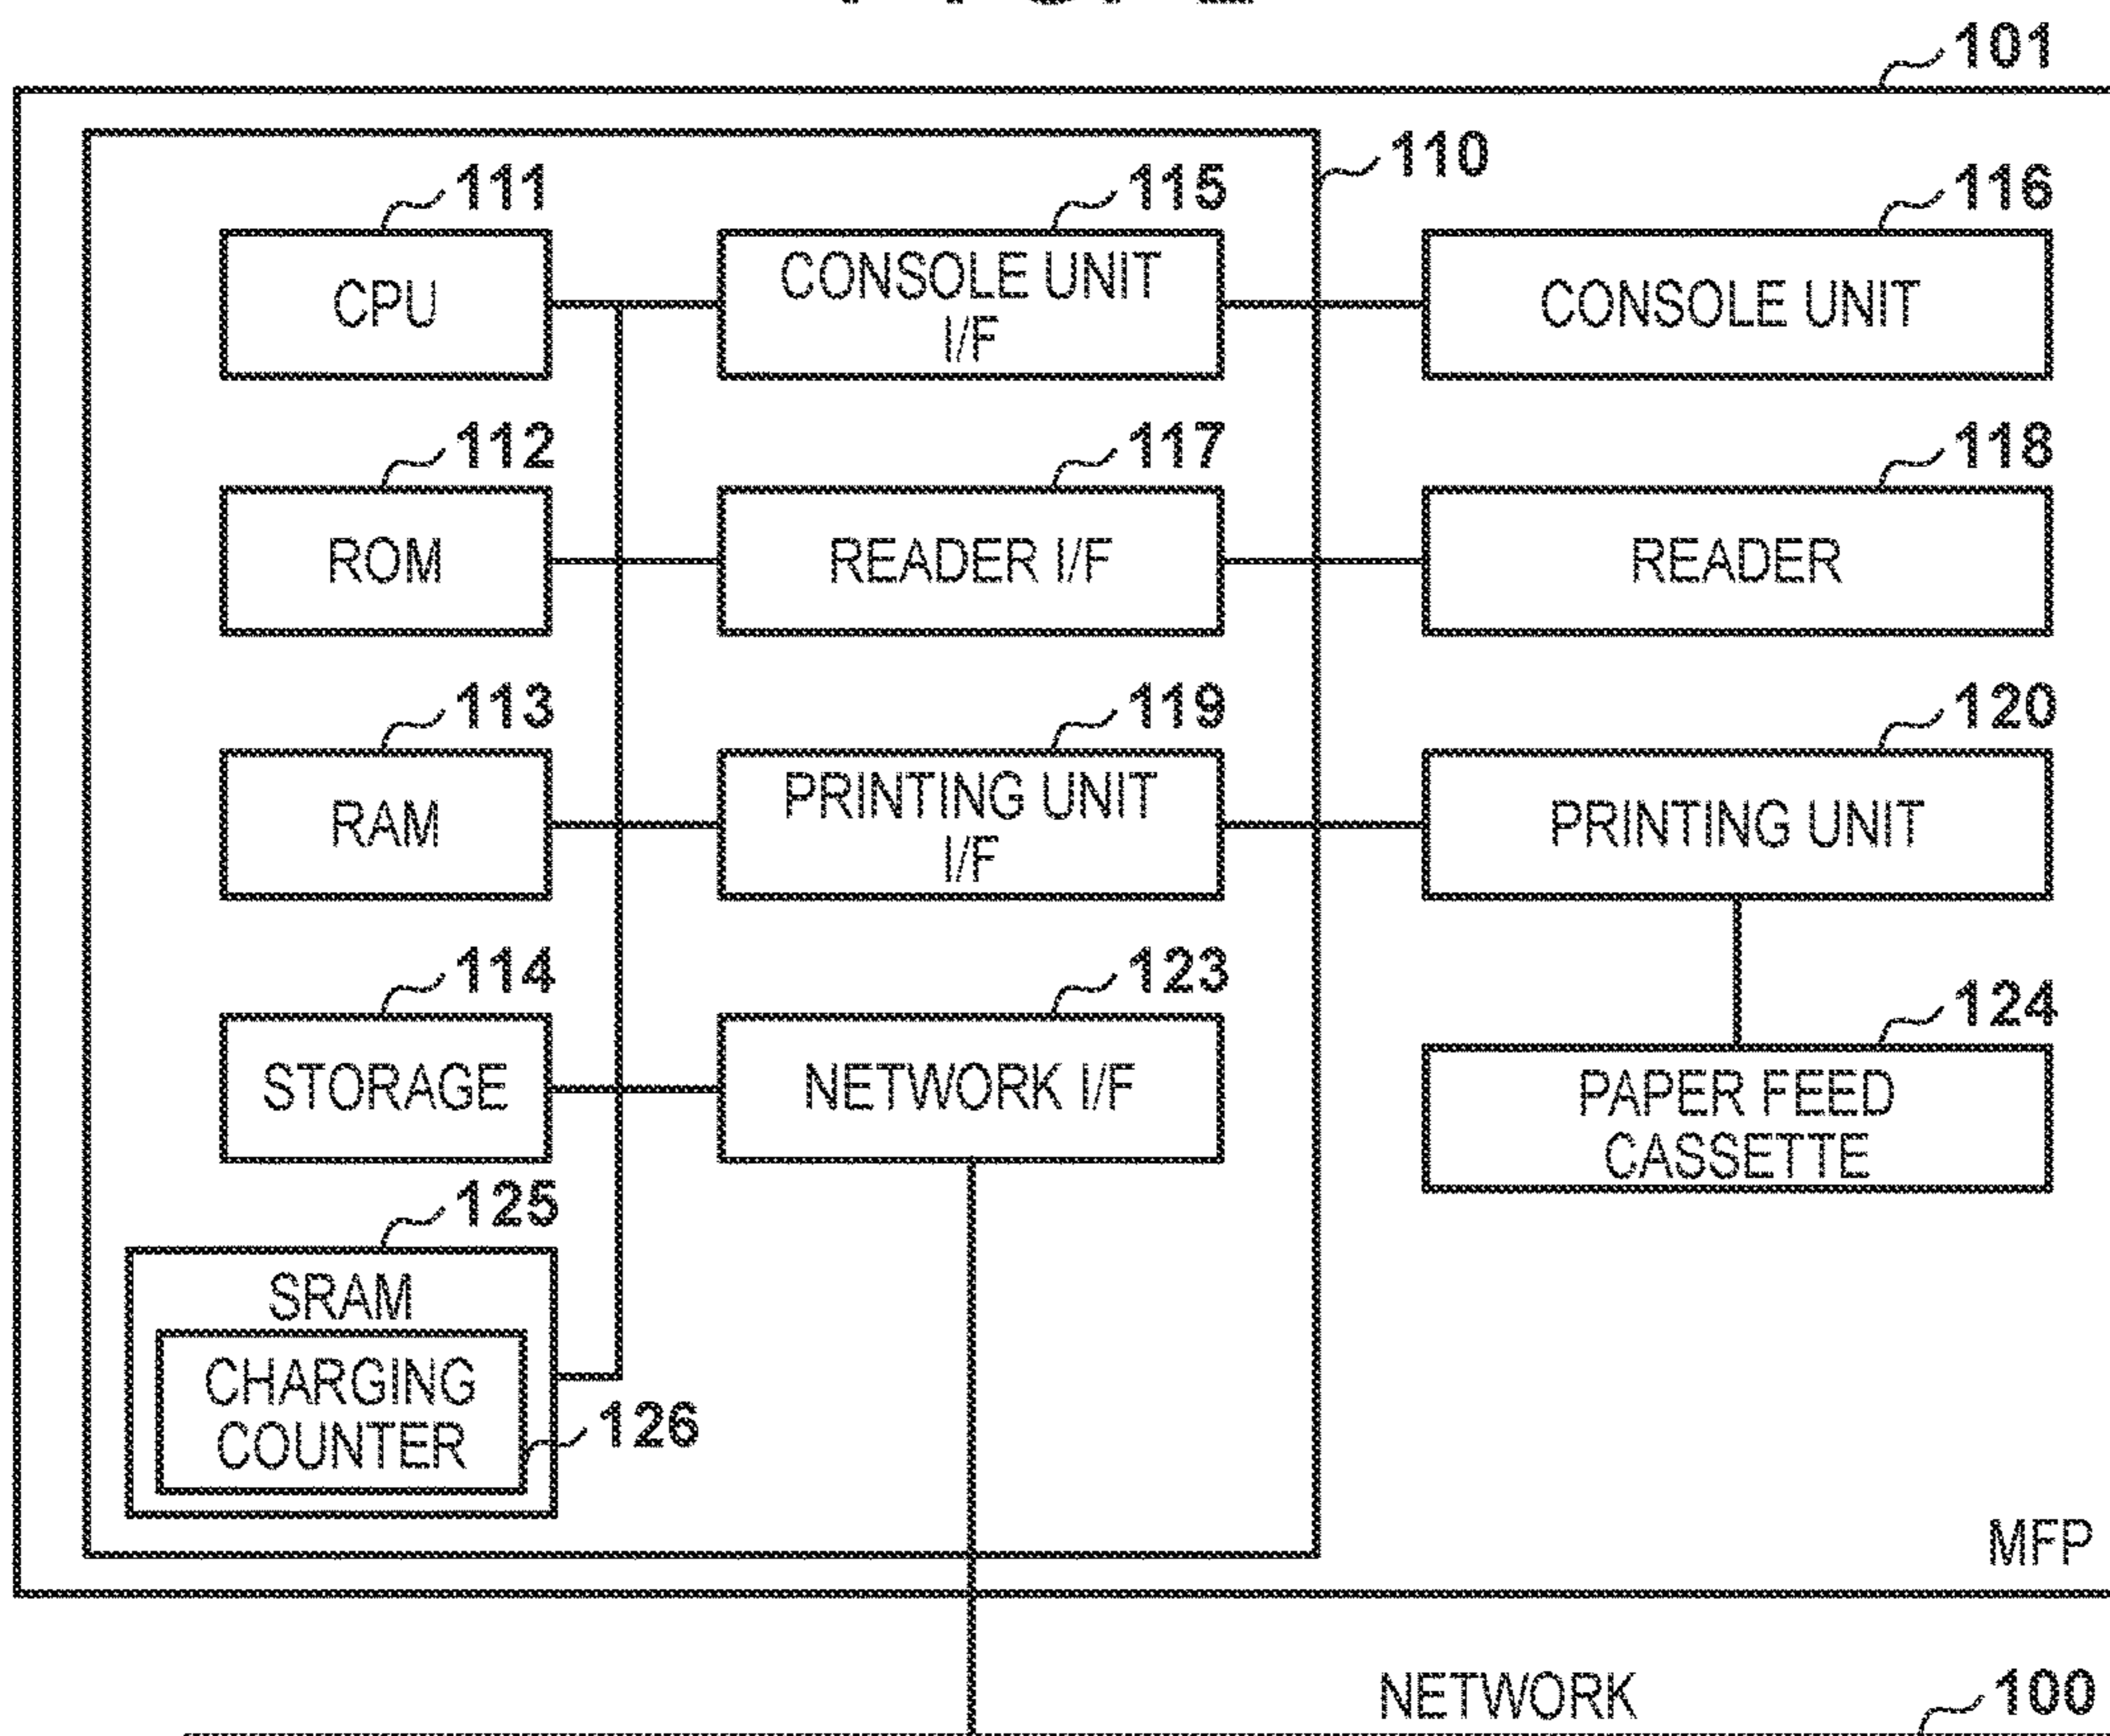 101
110
111
115
116
CPU
CONSOLE UNIT
I/F
CONSOLE UNIT
112
117
118
ROM
READER I/F
READER
113
119
120
RAM
PRINTING UNIT
I/F
PRINTING UNIT
114
123
124
STORAGE
NETWORK I/F
PAPER FEED
CASSETTE
125
SRAM
CHARGING
COUNTER
126
MFP
NETWORK
100